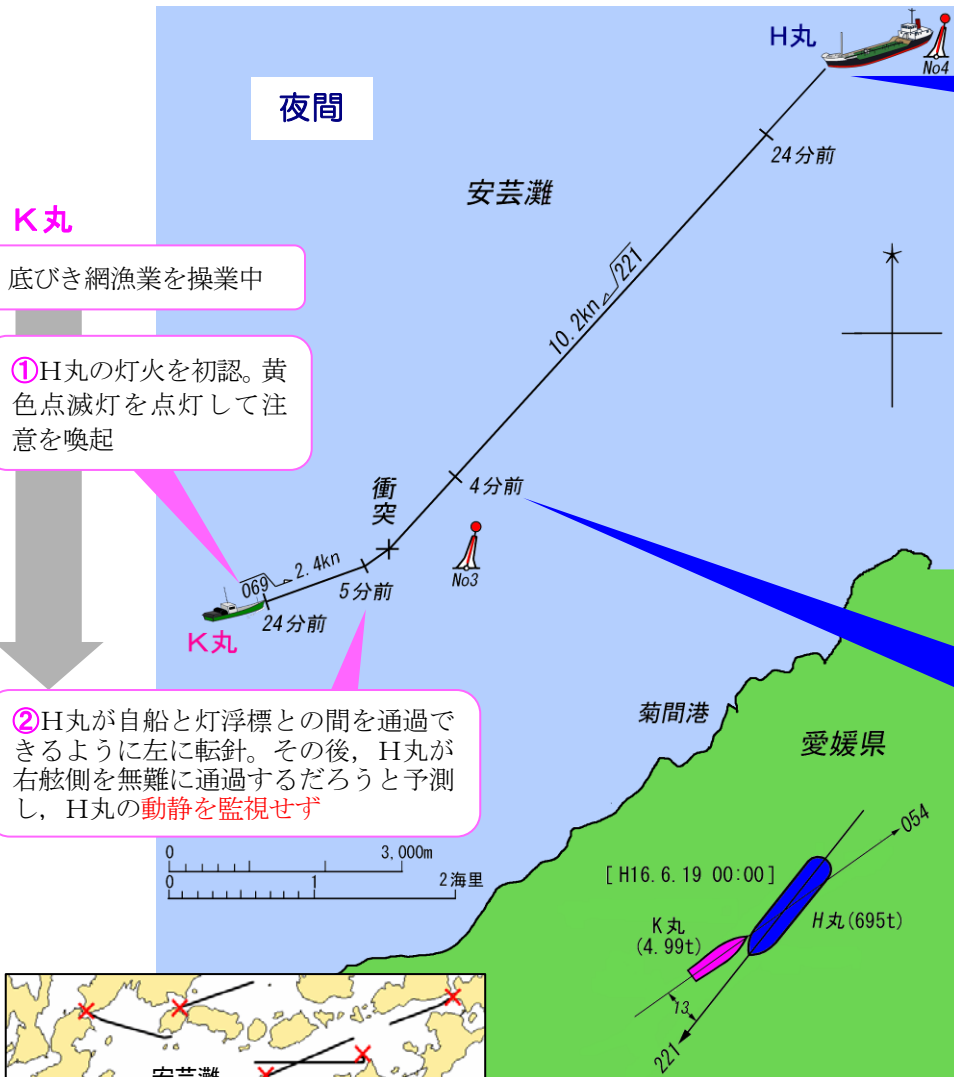 H丸
No4
夜間
24分前
安芸灘
K丸
底びき網漁業を操業中
221
10.2kn
①H丸の灯火を初認。黄
色点滅灯を点灯して注
意を喚起
4分前
衝突
No3
069
2.4kn
5分前
24分前
K丸
②H丸が自船と灯浮標との間を通過で
きるように左に転針。その後，H丸が
右舷側を無難に通過するだろうと予測
し，H丸の動静を監視せず
菊間港
愛媛県
0 3,000m
0 1 2海里
[H16.6.19 00:00]
054
K丸
(4.99t)
H丸(695t)
13
221
安芸灘